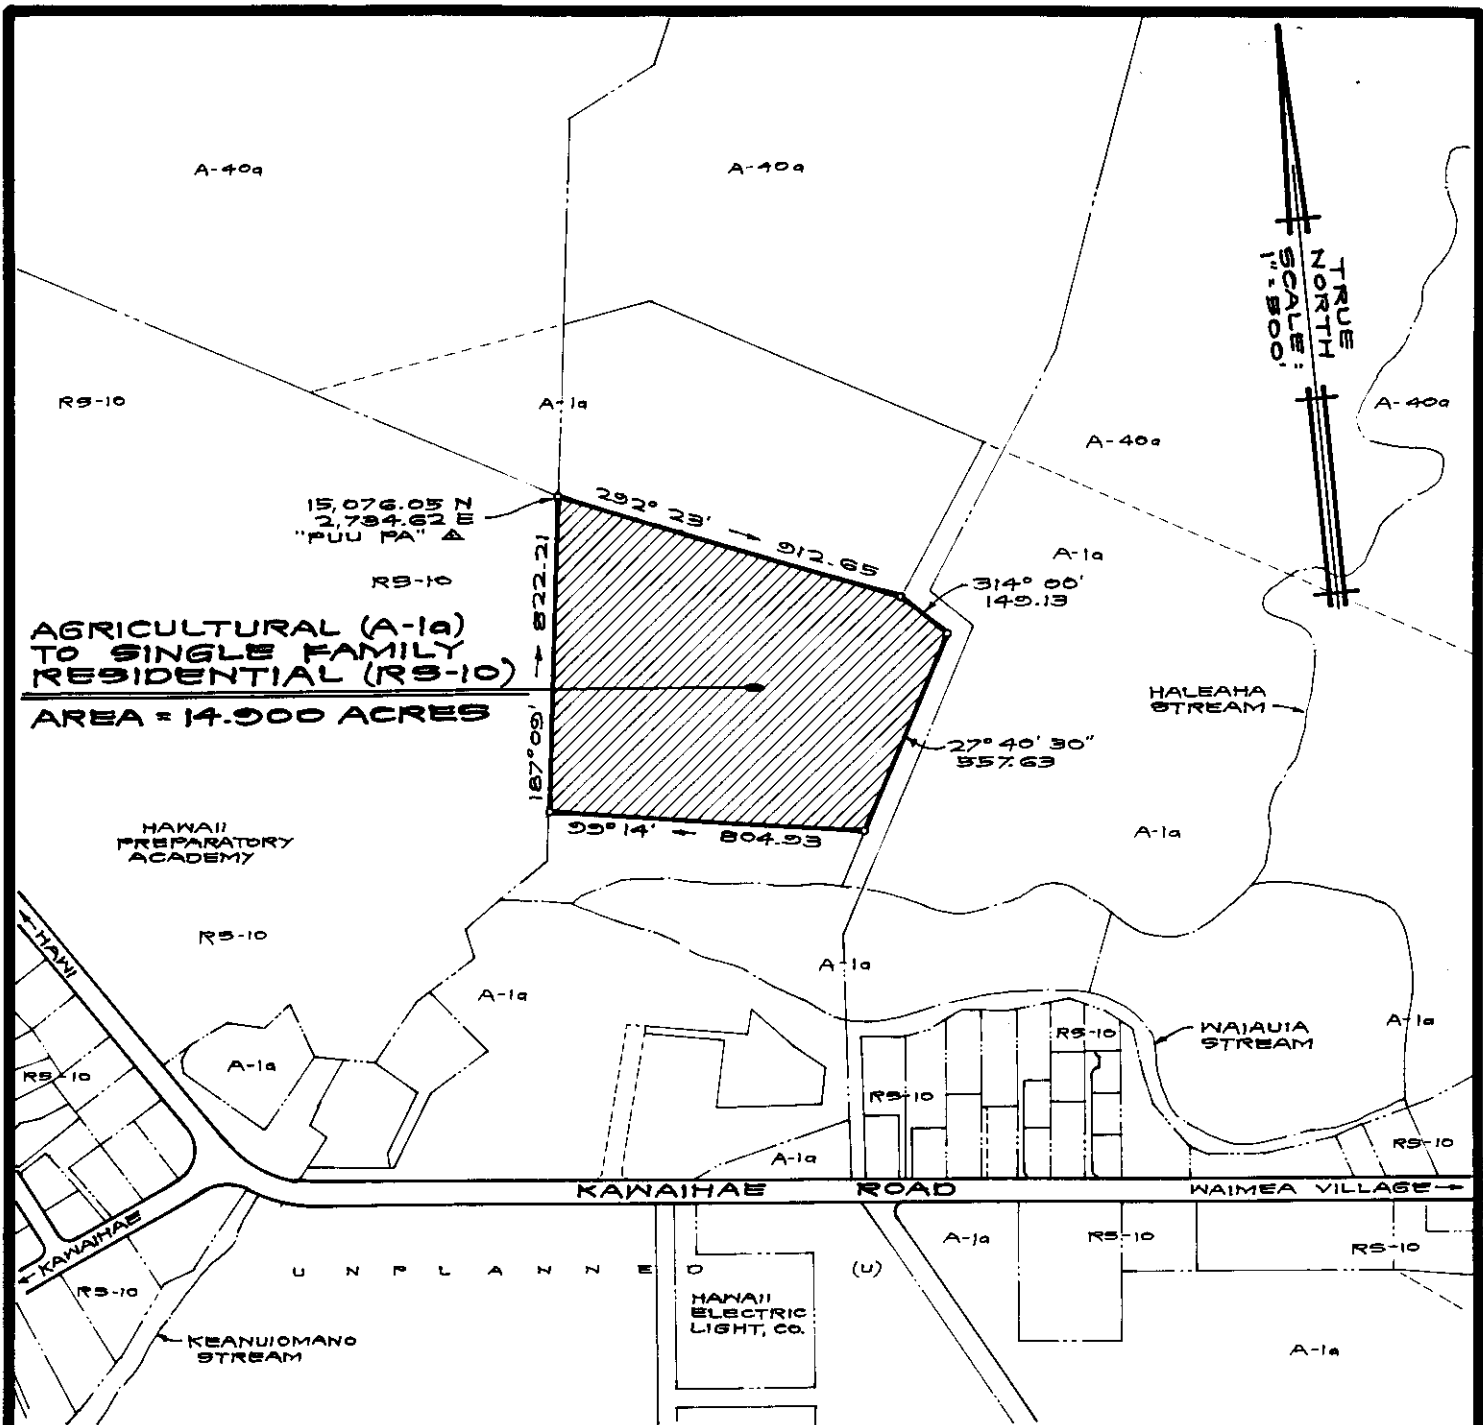 A-40a
A-40a
TRUE
NORTH
SCALE:
1" = 500'
RS-10
A-1a
A-40a
A-40a
15,076.05 N
2,734.62 E
"PUU PA" △
292° 23' → 912.65
A-1a
RS-10
822.21
187° 09'
314° 00'
149.13
AGRICULTURAL (A-1a)
TO SINGLE FAMILY
RESIDENTIAL (RS-10)
AREA = 14.900 ACRES
HALEAHA
STREAM
27° 40' 30"
557.63
99° 14' ← 804.93
HAWAII
PREPARATORY
ACADEMY
A-1a
RS-10
← HAWI
A-1a
A-1a
A-1a
RS-10
WAIAUIA
STREAM
A-1a
RS-10
RS-10
RS-10
A-1a
KAWAIHAE ROAD
WAIMEA VILLAGE →
← KAWAIHAE
A-1a
RS-10
RS-10
UNPLANNED (U)
RS-10
HAWAII
ELECTRIC
LIGHT, CO.
KEANUIOMANO
STREAM
A-1a